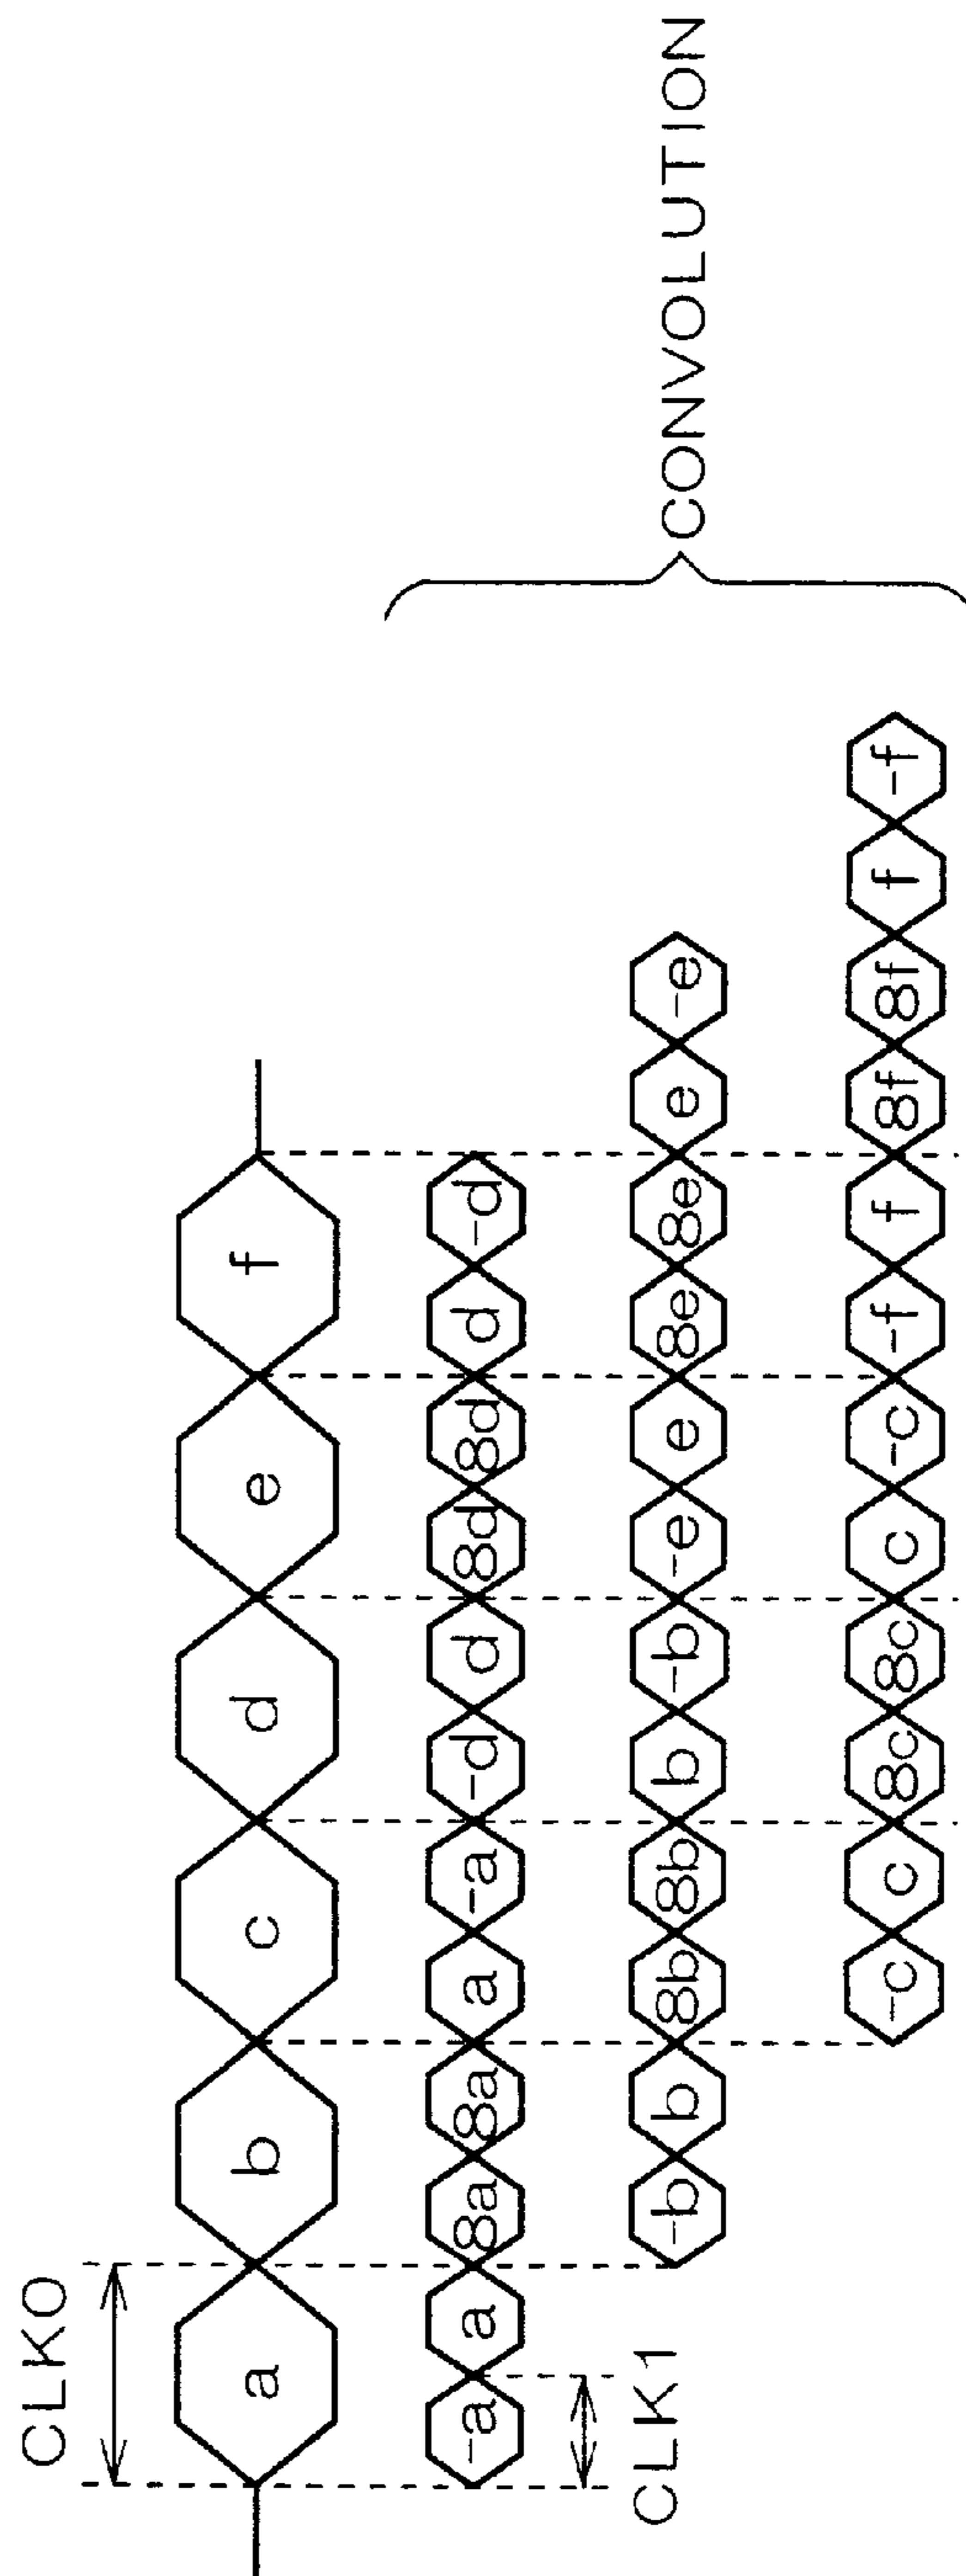 CLK0
a b c d e f
-a a 8a 8a a -a -d d 8d 8d d -d
CLK1
-b b 8b 8b b -b -e e 8e 8e e -e
-c c 8c 8c c -c -f f 8f 8f f -f
CONVOLUTION